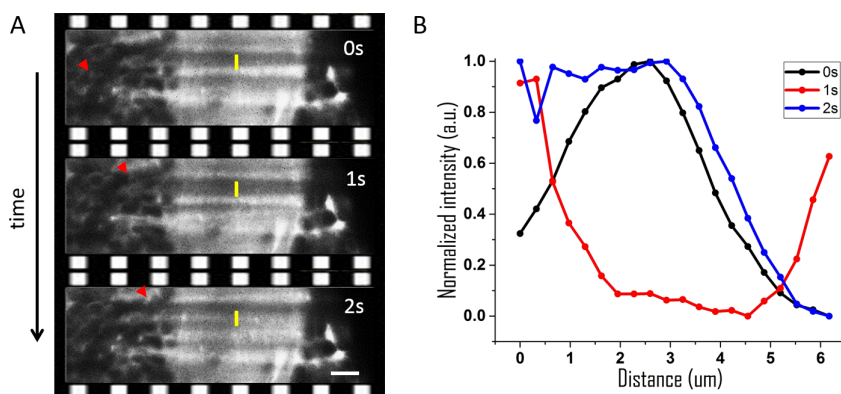 A
time
0s
1s
2s
B
Normalized intensity (a.u.)
1.0
0.8
0.6
0.4
0.2
0.0
0 1 2 3 4 5 6
Distance (um)
0s
1s
2s